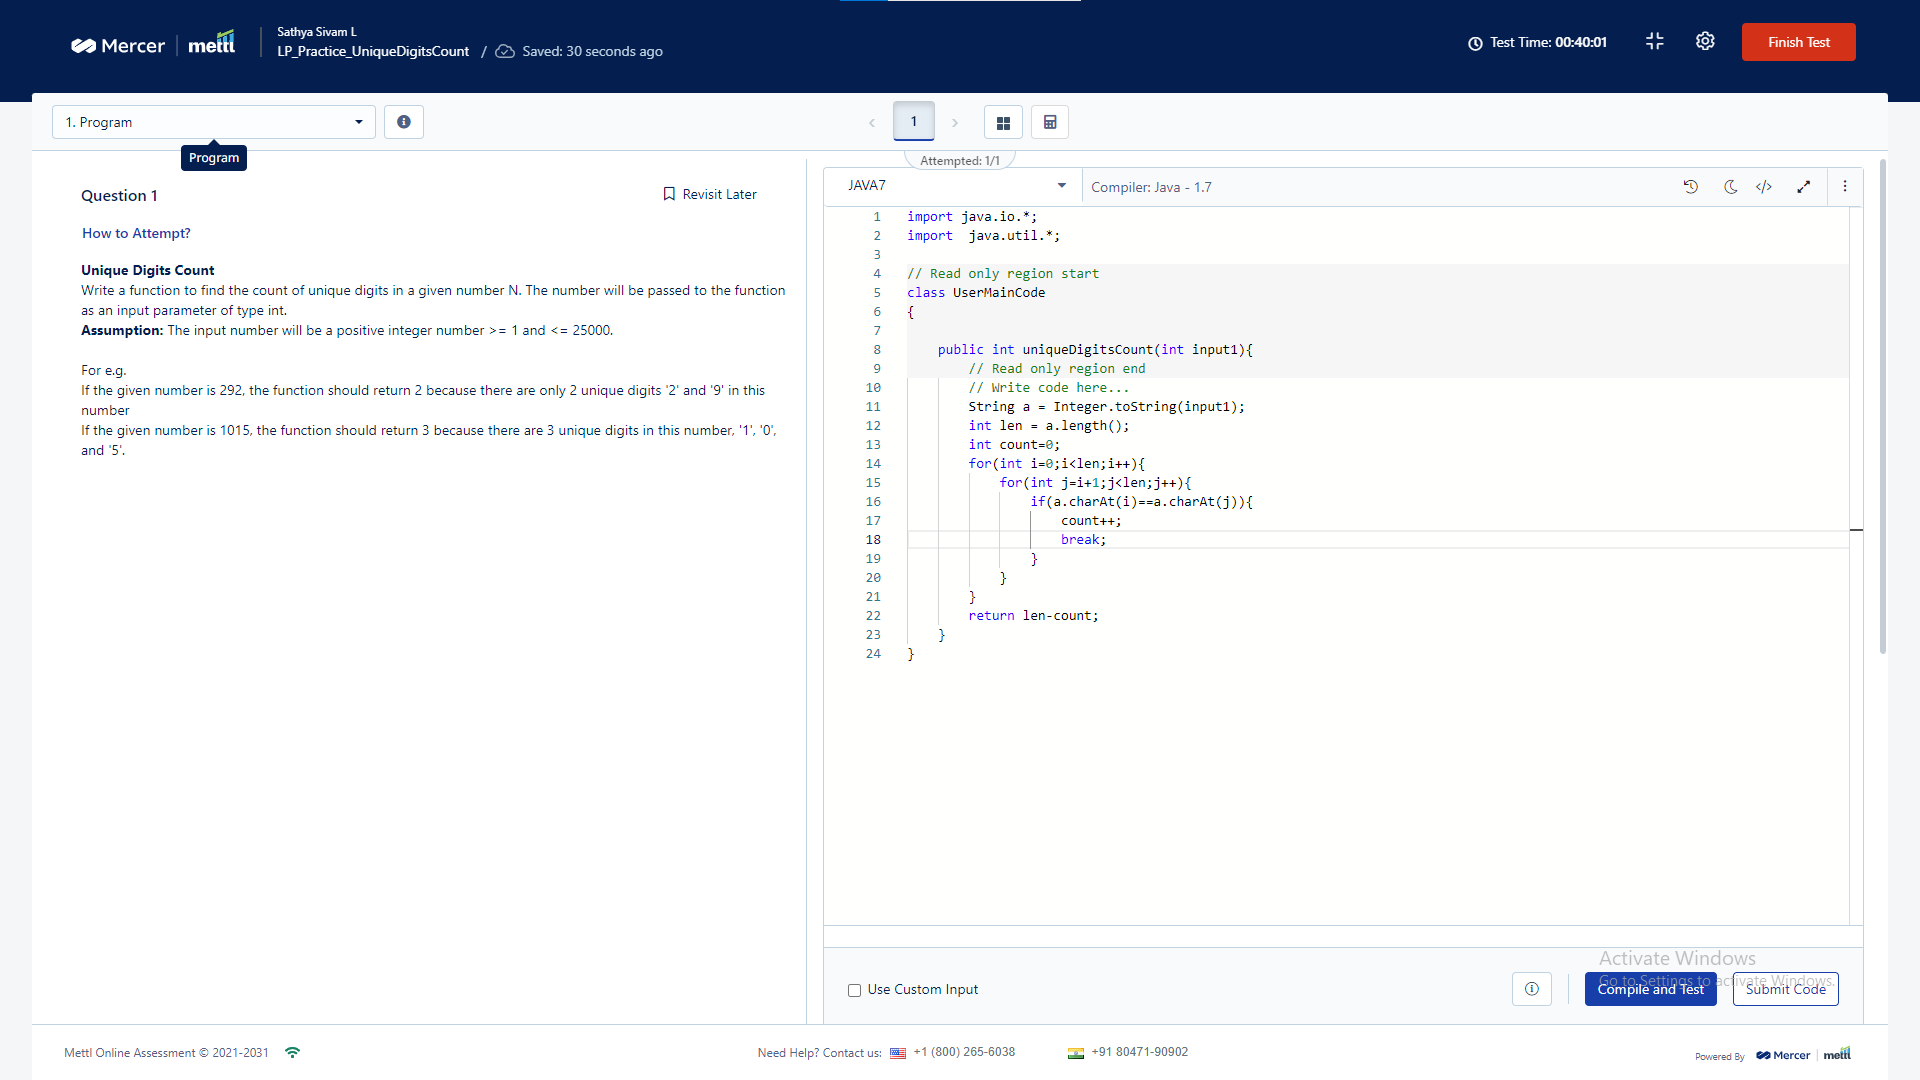 Mercer | mettl
Sathya Sivam L
LP_Practice_UniqueDigitsCount / Saved: 30 seconds ago
Test Time: 00:40:01
Finish Test
1. Program
1
Program
Attempted: 1/1
Question 1
Revisit Later
How to Attempt?
Unique Digits Count
Write a function to find the count of unique digits in a given number N. The number will be passed to the function
as an input parameter of type int.
Assumption: The input number will be a positive integer number >= 1 and <= 25000.
For e.g.
If the given number is 292, the function should return 2 because there are only 2 unique digits '2' and '9' in this
number
If the given number is 1015, the function should return 3 because there are 3 unique digits in this number, '1', '0',
and '5'.
JAVA7
Compiler: Java - 1.7
1 import java.io.*;
2 import  java.util.*;
3
4 // Read only region start
5 class UserMainCode
6 {
7
8     public int uniqueDigitsCount(int input1){
9         // Read only region end
10         // Write code here...
11         String a = Integer.toString(input1);
12         int len = a.length();
13         int count=0;
14         for(int i=0;i<len;i++){
15             for(int j=i+1;j<len;j++){
16                 if(a.charAt(i)==a.charAt(j)){
17                     count++;
18                     break;
19                 }
20             }
21         }
22         return len-count;
23     }
24 }
Activate Windows
Go to Settings to activate Windows.
Use Custom Input
Compile and Test
Submit Code
Mettl Online Assessment © 2021-2031
Need Help? Contact us: +1 (800) 265-6038
+91 80471-90902
Powered By Mercer | mettl